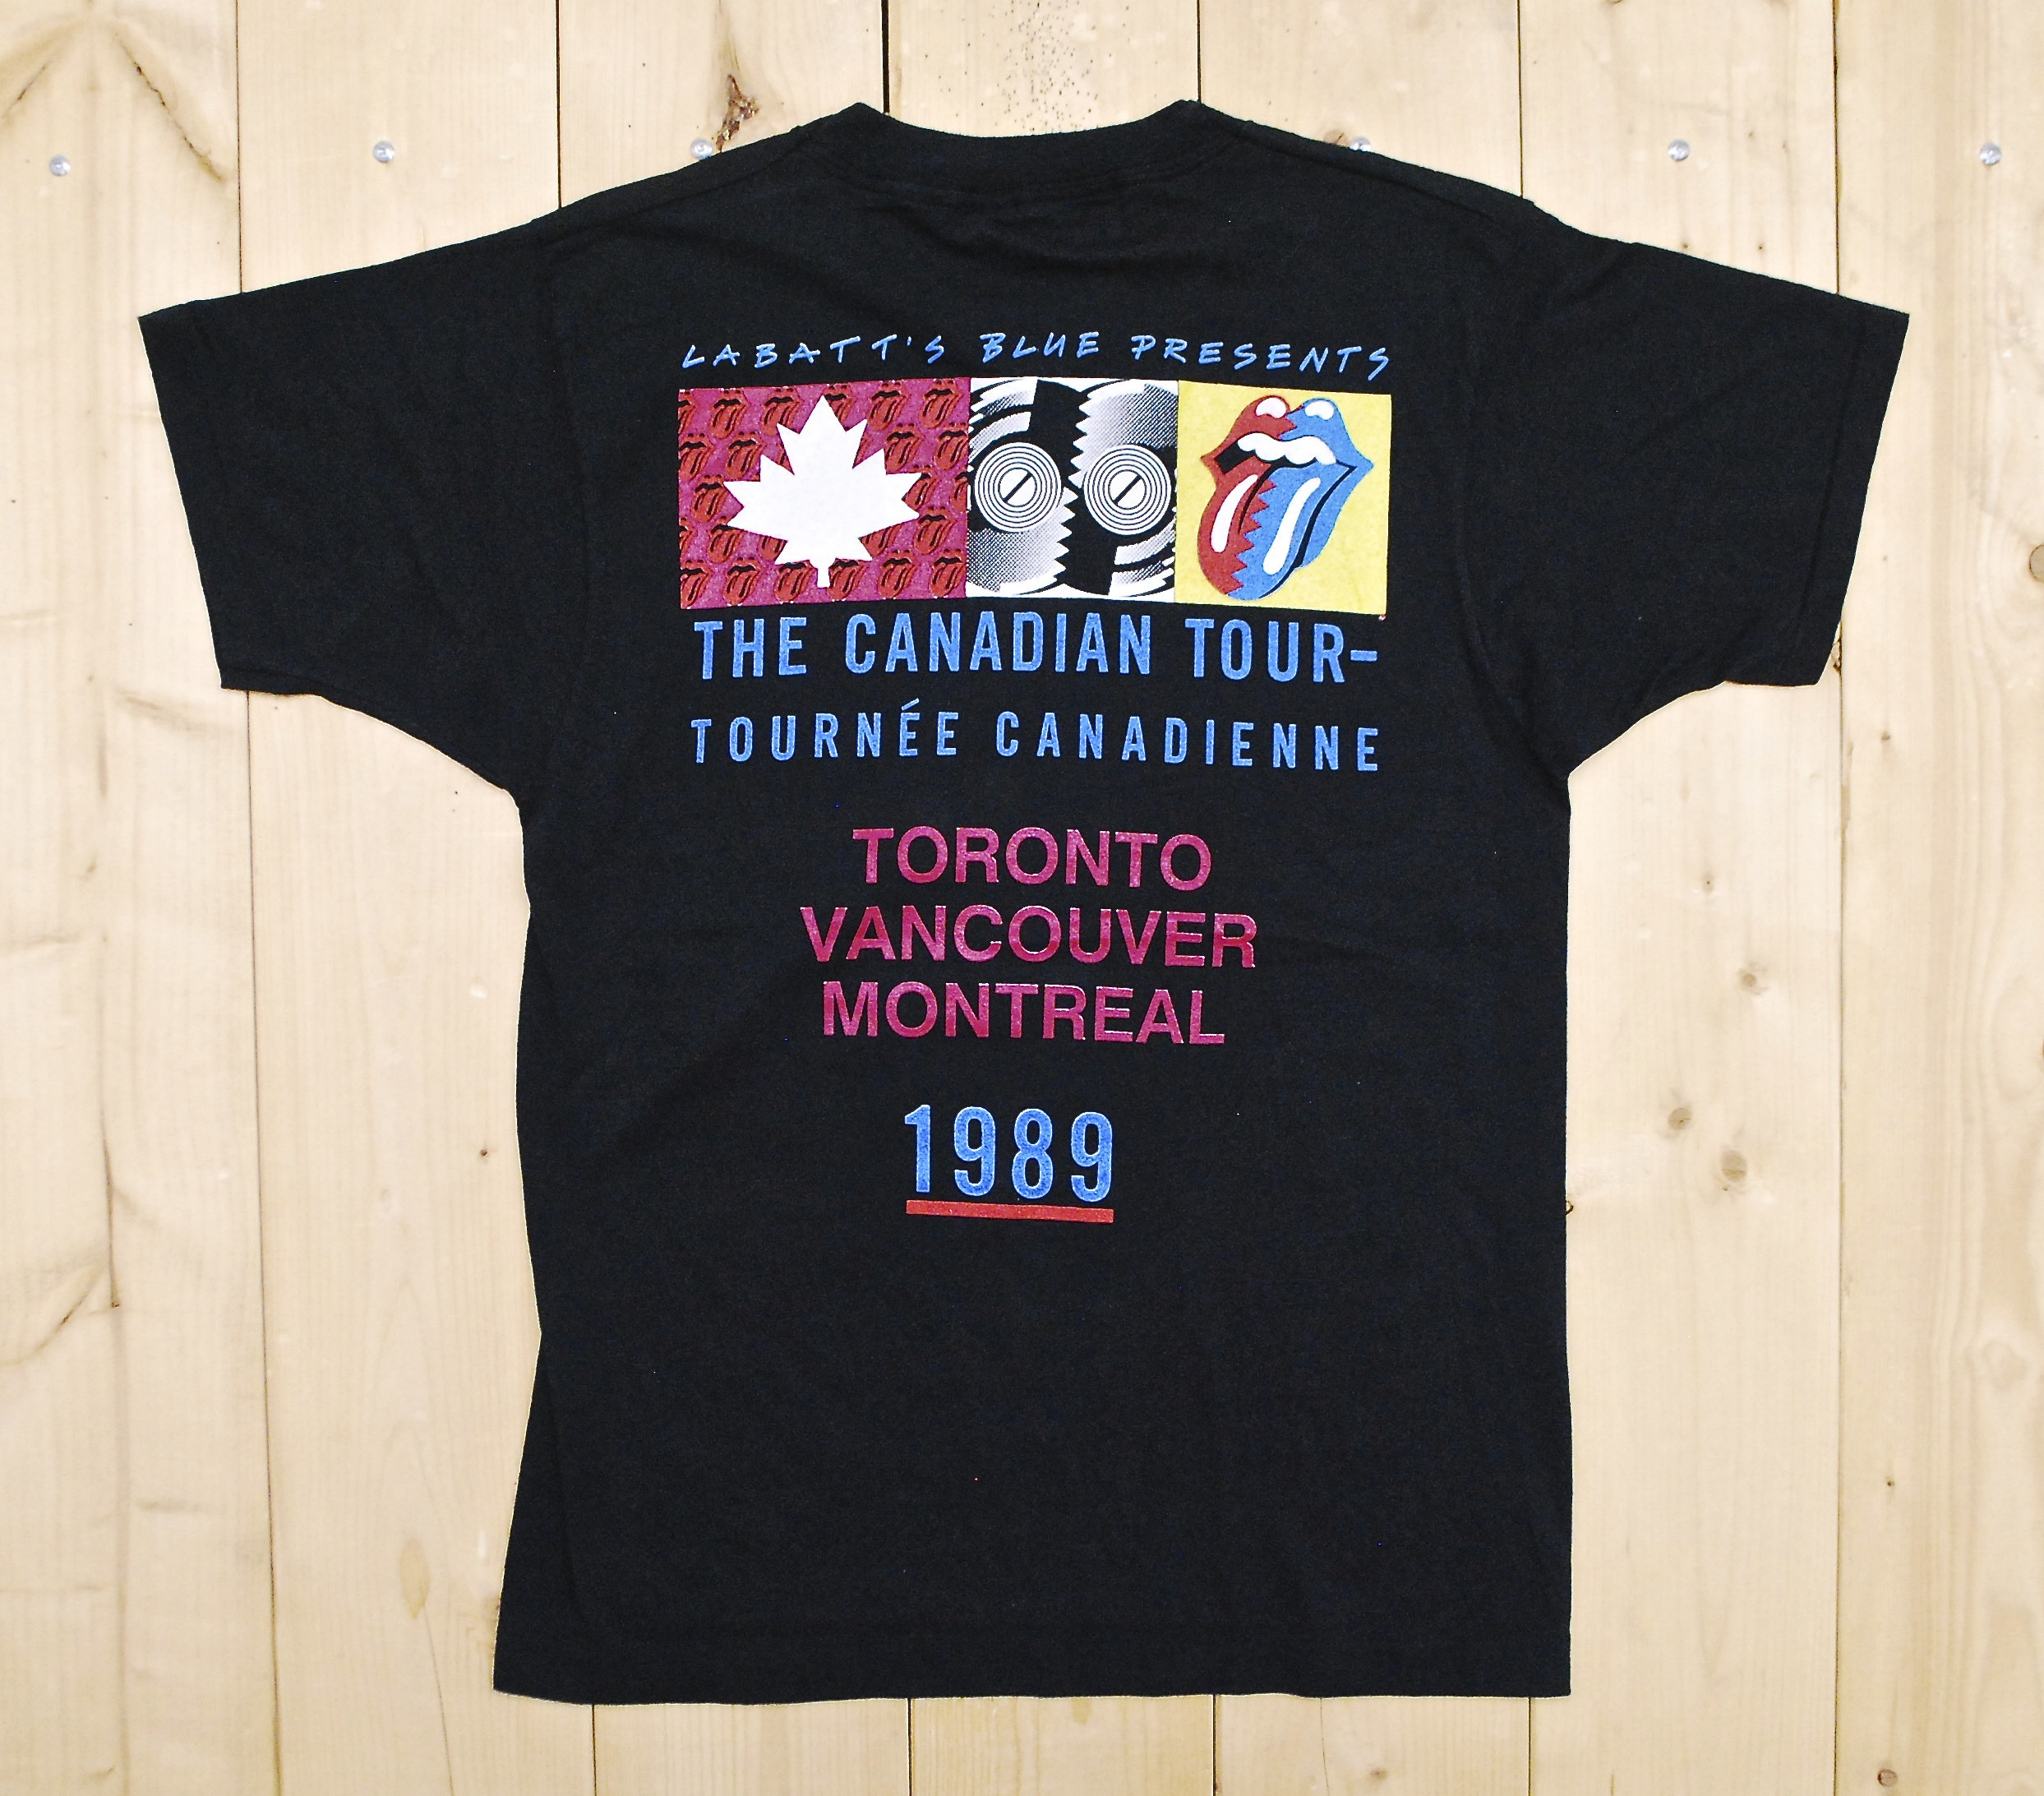 LABATT'S BLUE PRESENTS
THE CANADIAN TOUR-
TOURNÉE CANADIENNE
TORONTO
VANCOUVER
MONTREAL
1989